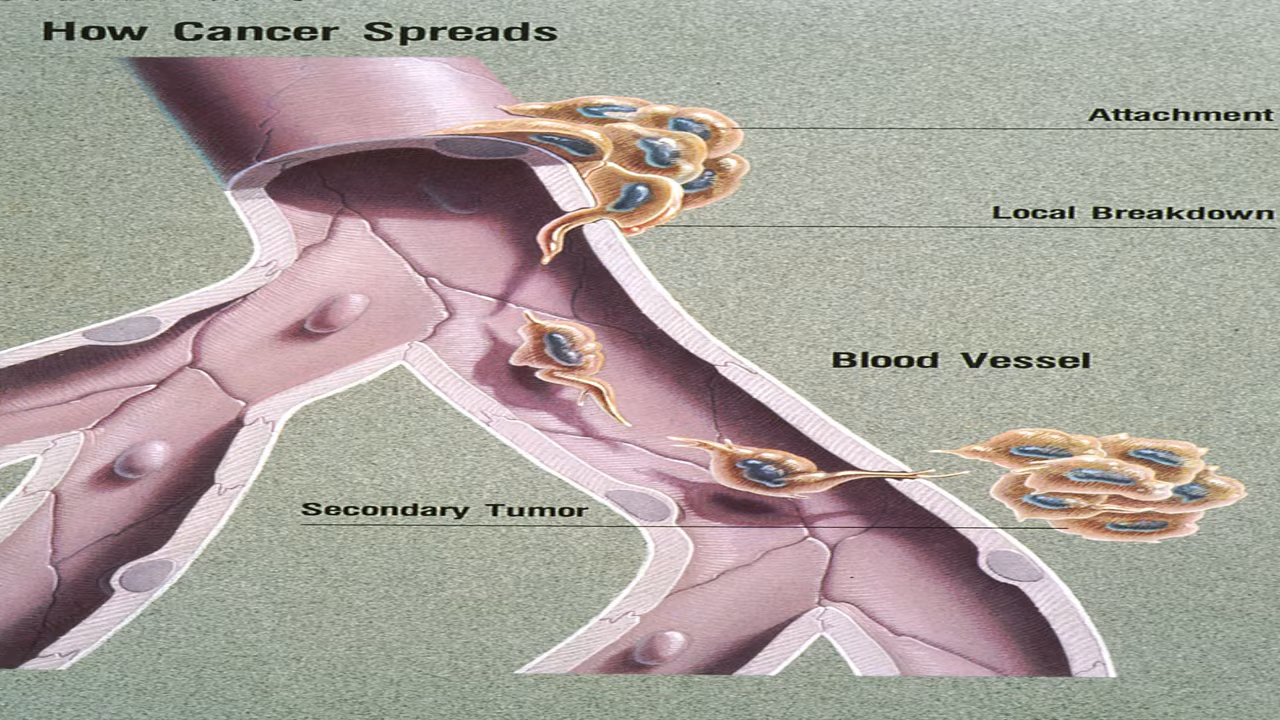 How Cancer Spreads
Attachment
Local Breakdown
Blood Vessel
Secondary Tumor